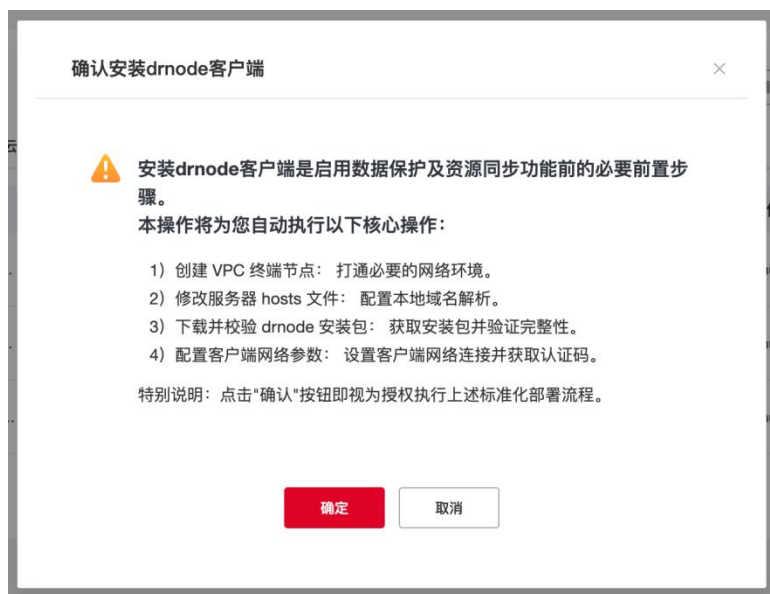 确认安装drnode客户端
安装drnode客户端是启用数据保护及资源同步功能前的必要前置步
骤。
本操作将为您自动执行以下核心操作：
1）创建 VPC 终端节点： 打通必要的网络环境。
2）修改服务器 hosts 文件： 配置本地域名解析。
3）下载并校验 drnode 安装包： 获取安装包并验证完整性。
4）配置客户端网络参数： 设置客户端网络连接并获取认证码。
特别说明：点击"确认"按钮即视为授权执行上述标准化部署流程。
确定
取消